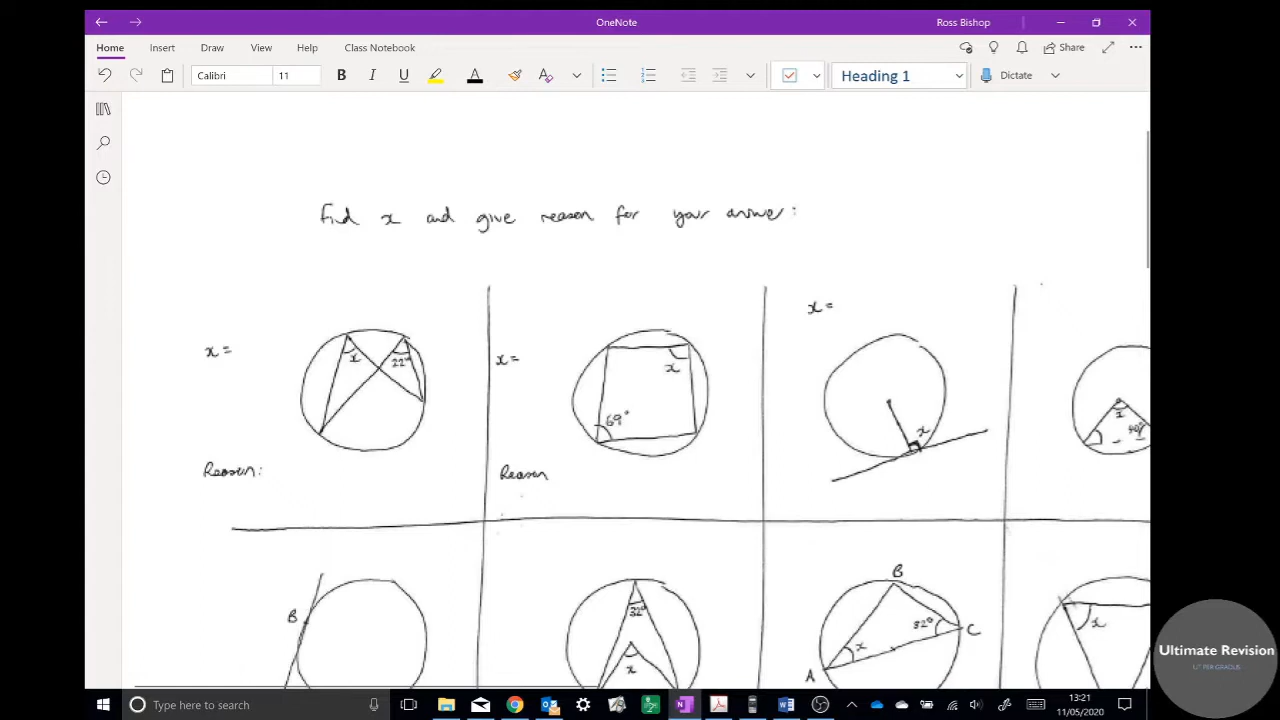 OneNote
Ross Bishop
Home Insert Draw View Help Class Notebook
Share
Calibri 11 B I U A
Heading 1
Dictate
Find x and give reason for your answer:
x=
x
22°
Reason:
x=
x
69°
Reason
x=
x
x
40°
B
32°
x
B
32°
C
x
A
x
Ultimate Revision
Type here to search
13:21
11/05/2020